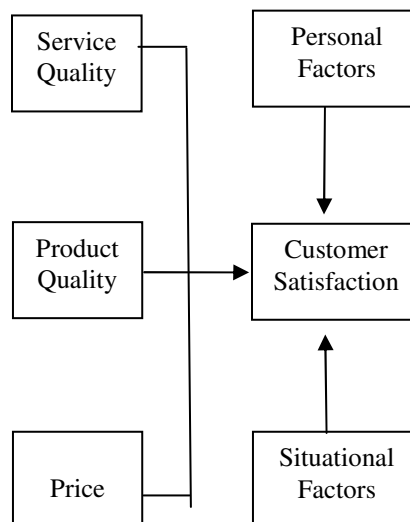 Service
Quality
Personal
Factors
Product
Quality
Customer
Satisfaction
Price
Situational
Factors